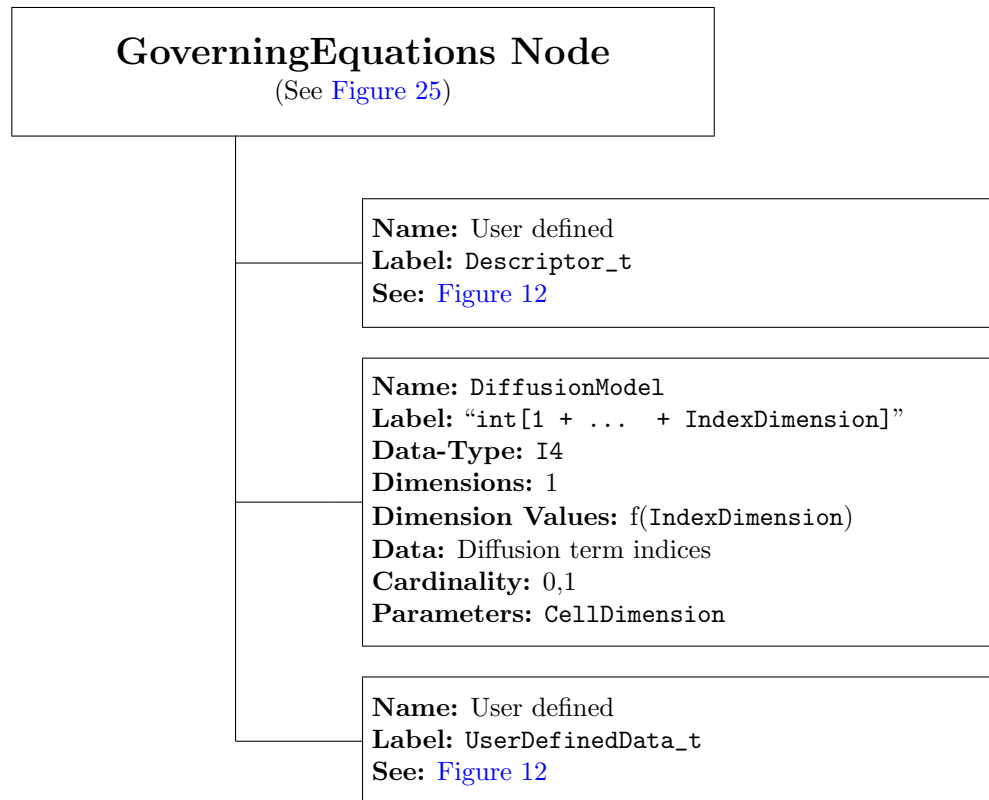 GoverningEquations Node
(See Figure 25)
Name: User defined
Label: Descriptor_t
See: Figure 12
Name: DiffusionModel
Label: “int[1 + ... + IndexDimension]”
Data-Type: I4
Dimensions: 1
Dimension Values: f(IndexDimension)
Data: Diffusion term indices
Cardinality: 0,1
Parameters: CellDimension
Name: User defined
Label: UserDefinedData_t
See: Figure 12